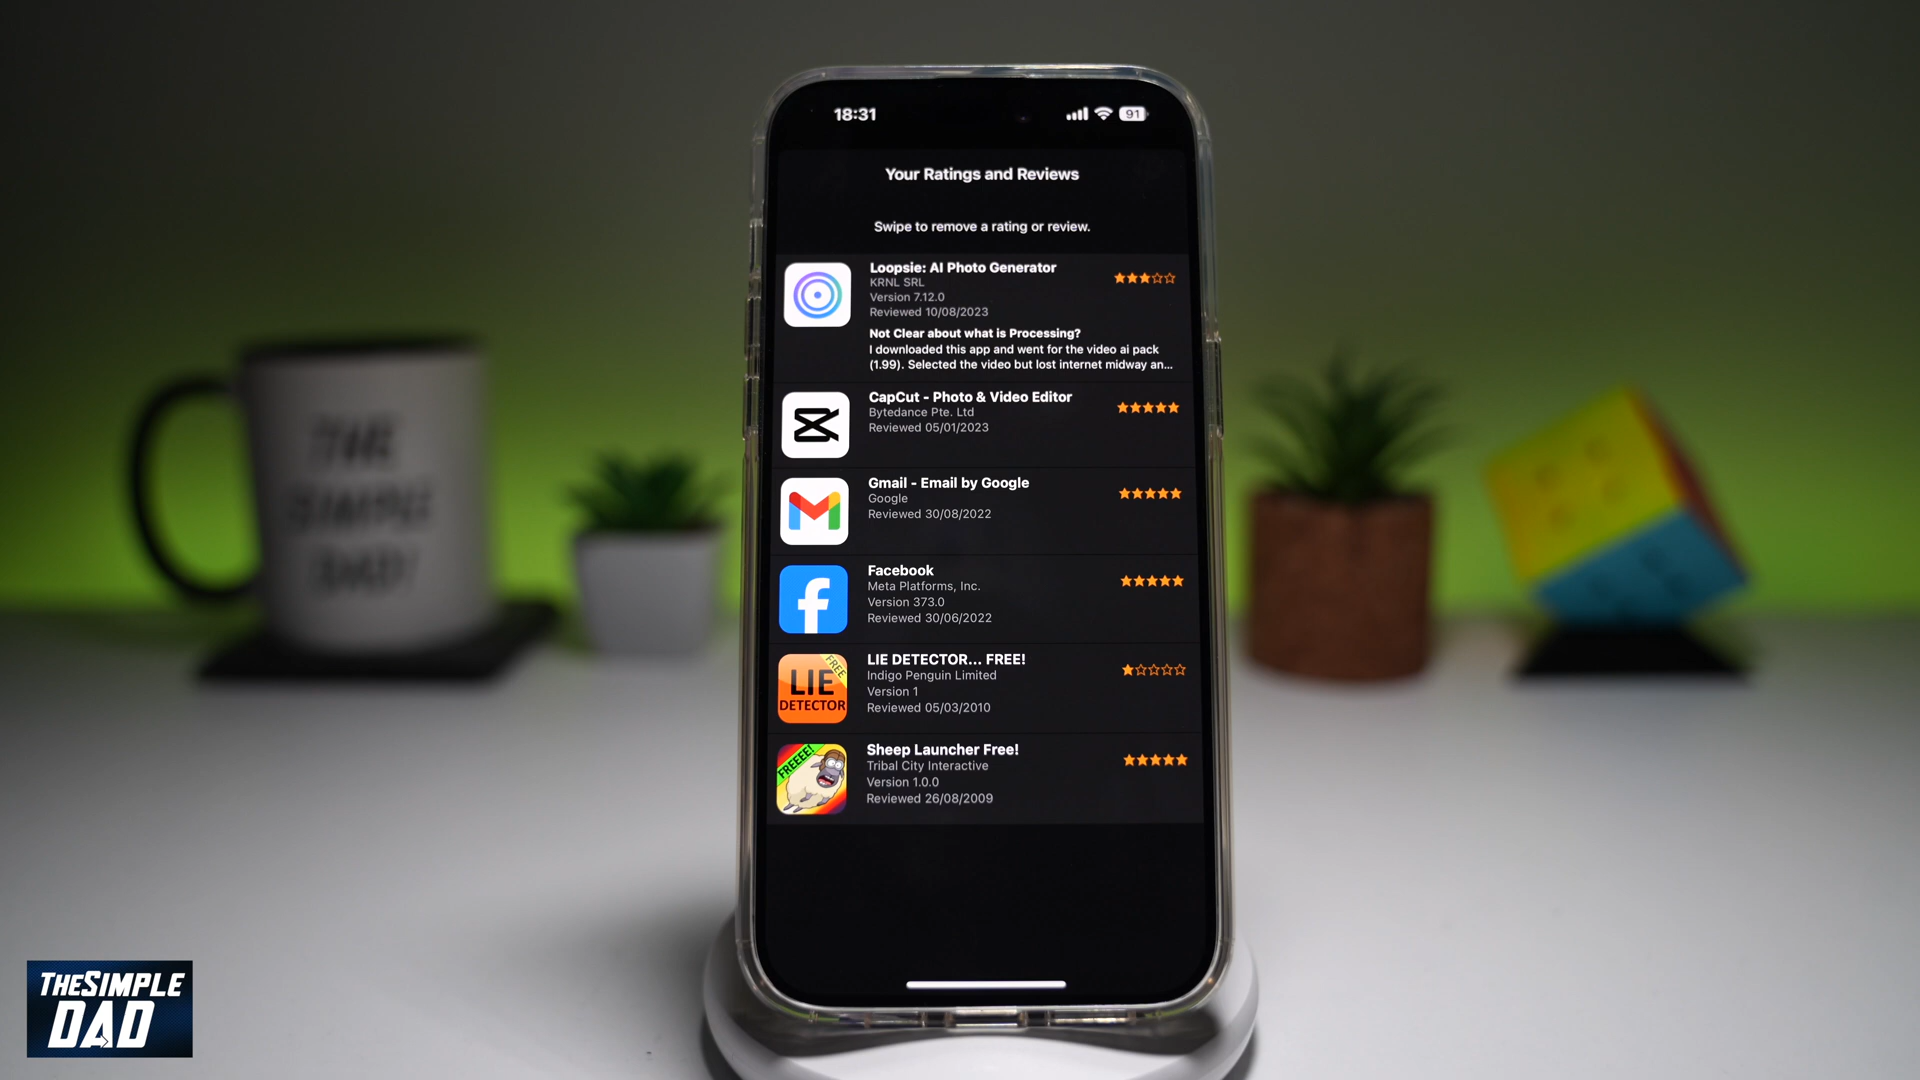 18:31
91
Your Ratings and Reviews
Swipe to remove a rating or review.
Loopsie: AI Photo Generator
KRNL SRL
Version 7.12.0
Reviewed 10/08/2023
Not Clear about what is Processing?
I downloaded this app and went for the video ai pack
(1.99). Selected the video but lost internet midway an...
CapCut - Photo & Video Editor
Bytedance Pte. Ltd
Reviewed 05/01/2023
Gmail - Email by Google
Google
Reviewed 30/08/2022
Facebook
Meta Platforms, Inc.
Version 373.0
Reviewed 30/06/2022
FREE
LIE
DETECTOR
LIE DETECTOR... FREE!
Indigo Penguin Limited
Version 1
Reviewed 05/03/2010
FREEEE!
Sheep Launcher Free!
Tribal City Interactive
Version 1.0.0
Reviewed 26/08/2009
THE
SIMPLE
DAD
THESIMPLE
DAD